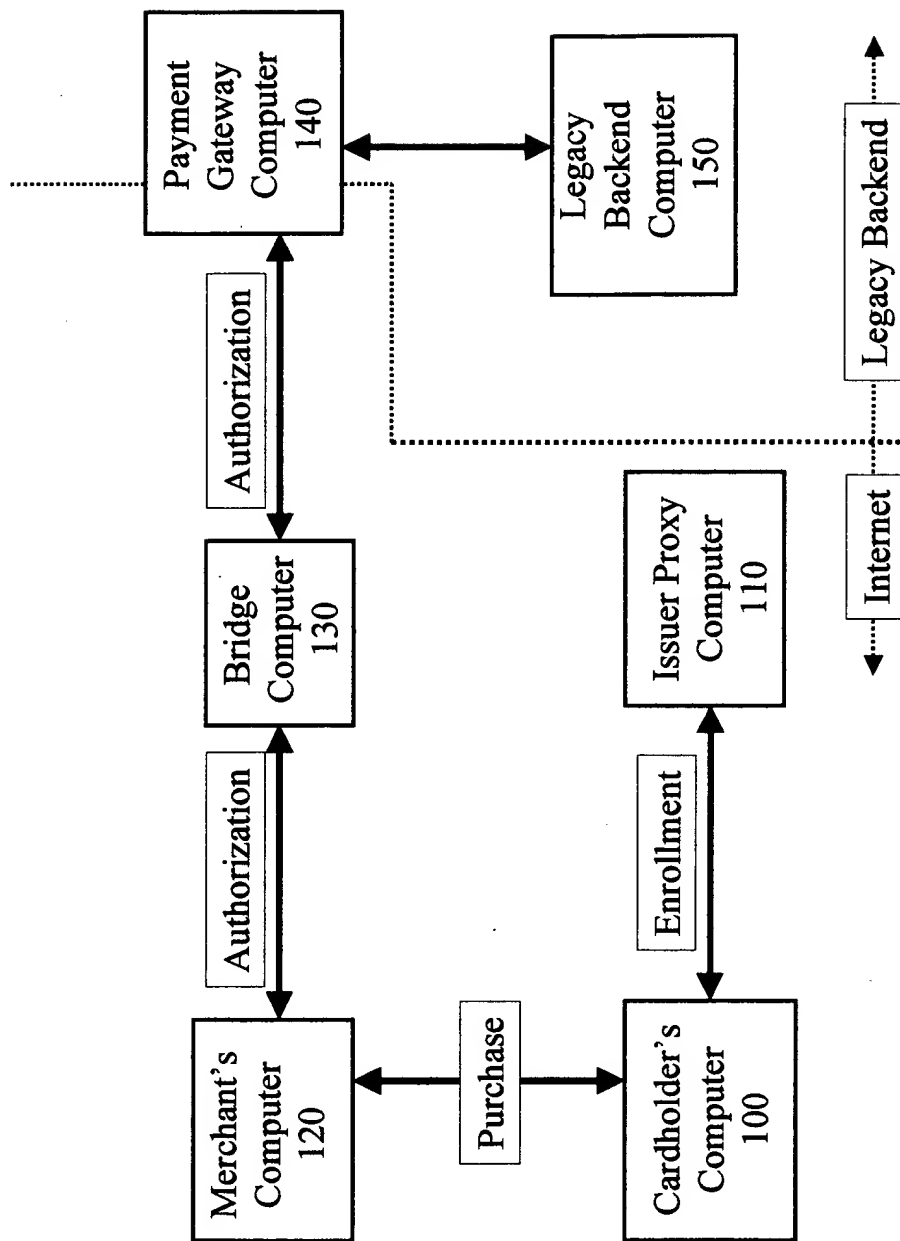 Merchant's
Computer
120
Authorization
Bridge
Computer
130
Authorization
Payment
Gateway
Computer
140
Purchase
Legacy
Backend
Computer
150
Cardholder's
Computer
100
Enrollment
Issuer Proxy
Computer
110
Internet
Legacy Backend